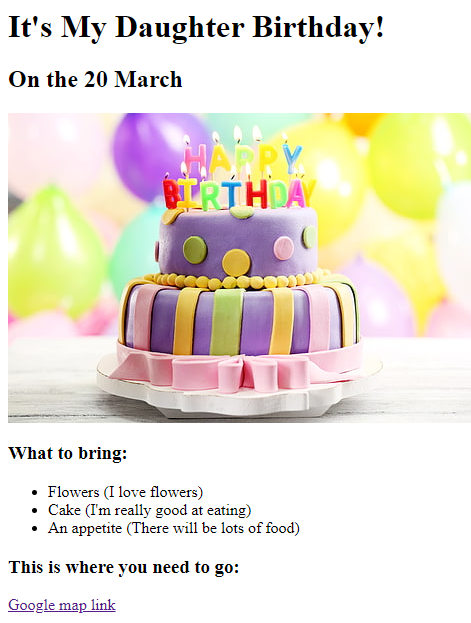 It's My Daughter Birthday!
On the 20 March
HAPPY
BIRTHDAY
What to bring:
Flowers (I love flowers)
Cake (I'm really good at eating)
An appetite (There will be lots of food)
This is where you need to go:
Google map link